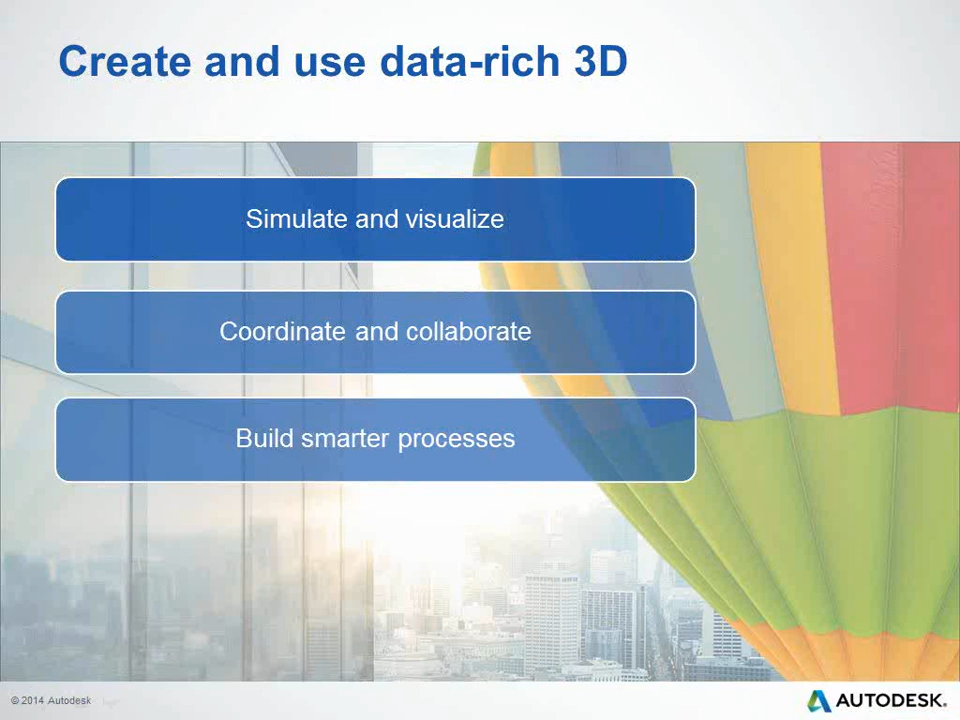 Create and use data-rich 3D
Simulate and visualize
Coordinate and collaborate
Build smarter processes
© 2014 Autodesk
AUTODESK.